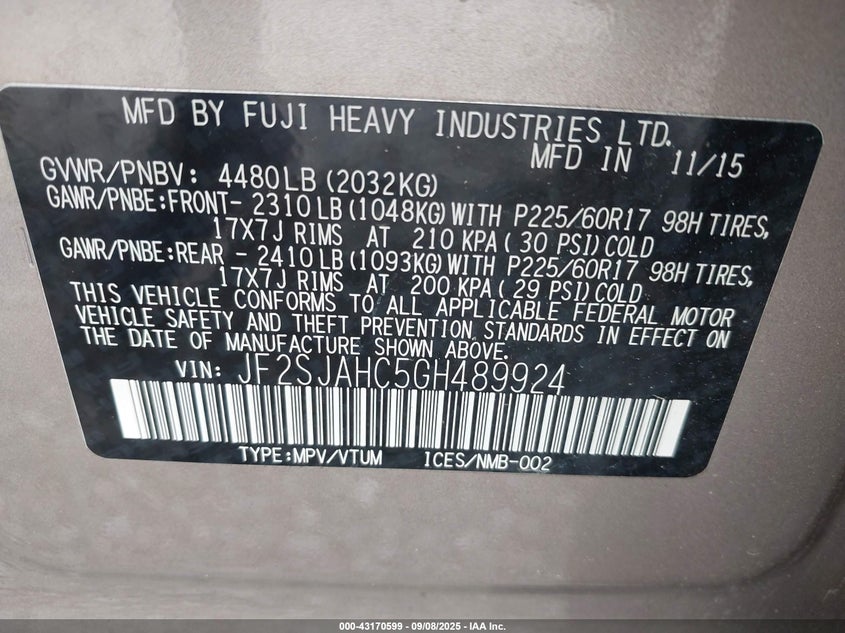 MFD BY FUJI HEAVY INDUSTRIES LTD.
MFD IN 11/15
GVWR/PNBV: 4480LB (2032KG)
GAWR/PNBE:FRONT- 2310LB(1048KG)WITH P225/60R17 98H TIRES,
17X7J RIMS AT 210 KPA( 30 PSI)COLD
GAWR/PNBE:REAR - 2410LB(1093KG)WITH P225/60R17 98H TIRES,
17X7J RIMS AT 200 KPA( 29 PSI)COLD
THIS VEHICLE CONFORMS TO ALL APPLICABLE FEDERAL MOTOR
VEHICLE SAFETY AND THEFT PREVENTION STANDARDS IN EFFECT ON
THE DATE OF MANUFACTURE SHOWN ABOVE.
VIN: JF2SJAHC5GH489924
TYPE:MPV/VTUM ICES/NMB-002
000-43170599 - 09/08/2025 - IAA Inc.